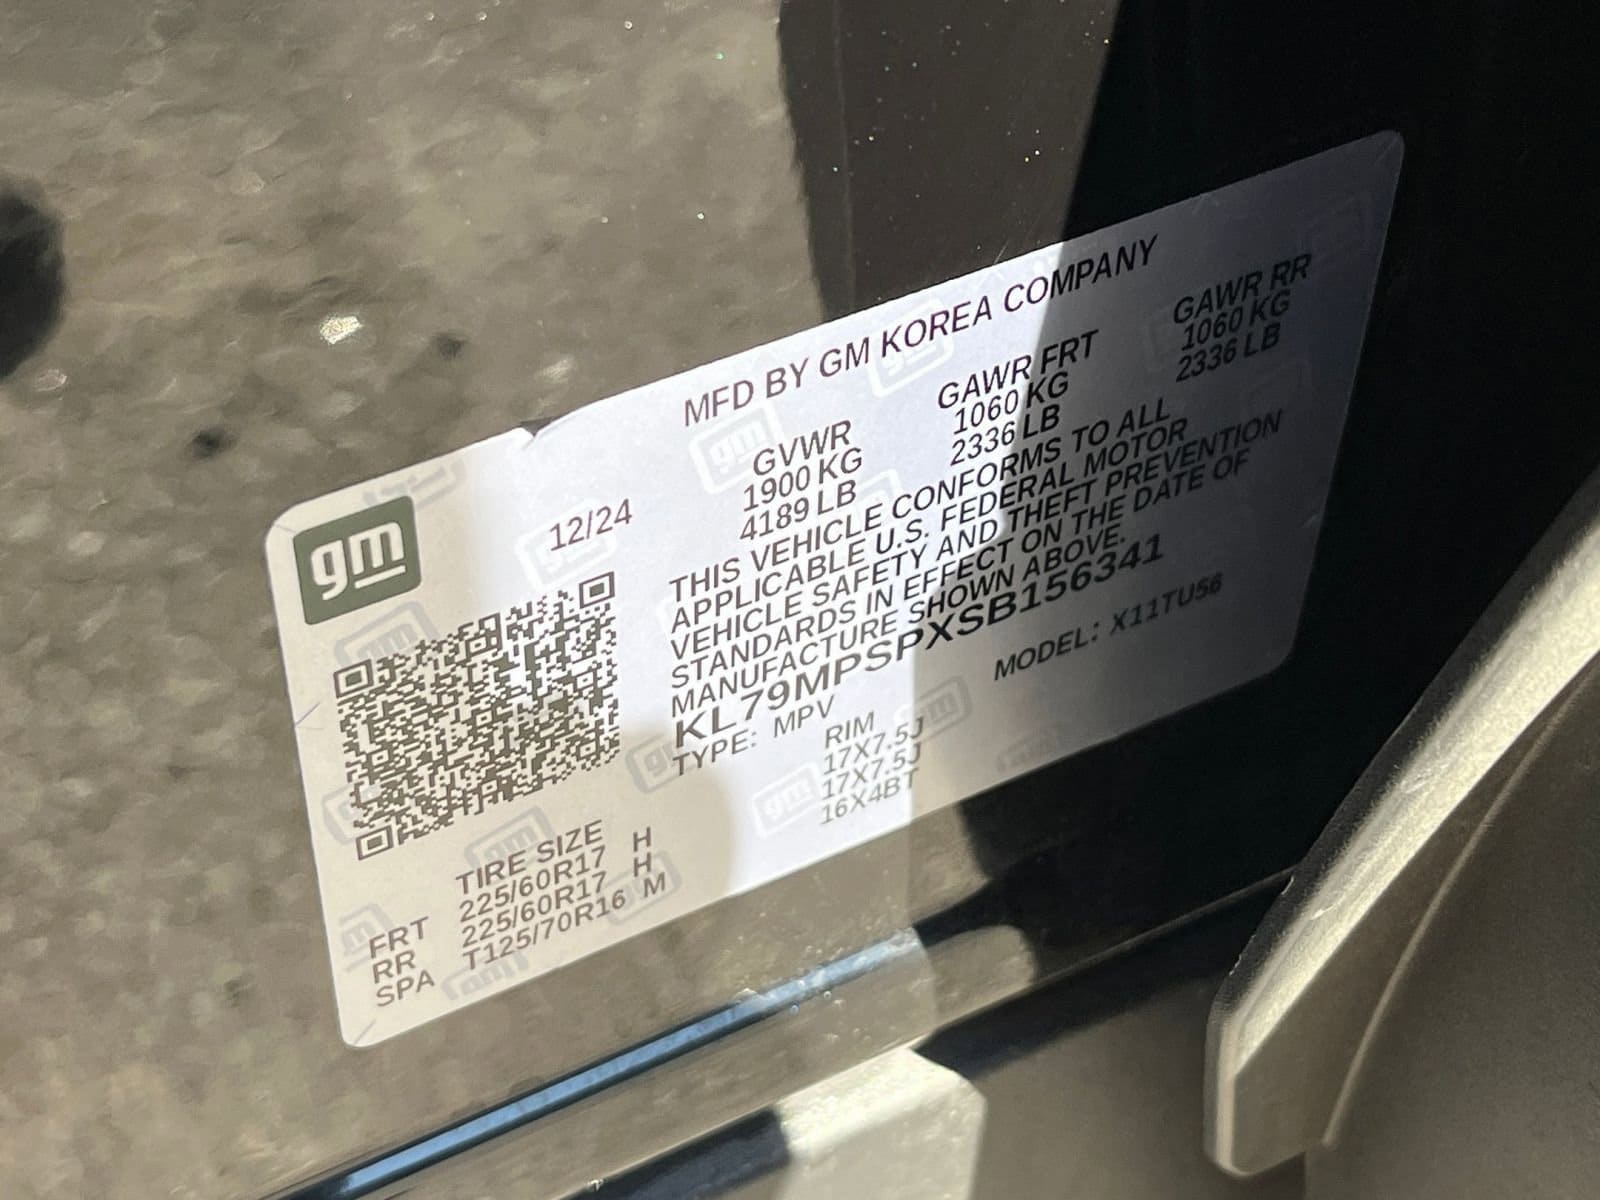 gm
12/24
MFD BY GM KOREA COMPANY
GVWR GAWR FRT GAWR RR
1900 KG 1060 KG 1060 KG
4189 LB 2336 LB 2336 LB
THIS VEHICLE CONFORMS TO ALL
APPLICABLE U.S. FEDERAL MOTOR
VEHICLE SAFETY AND THEFT PREVENTION
STANDARDS IN EFFECT ON THE DATE OF
MANUFACTURE SHOWN ABOVE.
KL79MPSPXSB156341
TYPE: MPV MODEL: X11TU56
TIRE SIZE RIM
FRT 225/60R17 H 17X7.5J
RR 225/60R17 H 17X7.5J
SPA T125/70R16 M 16X4BT